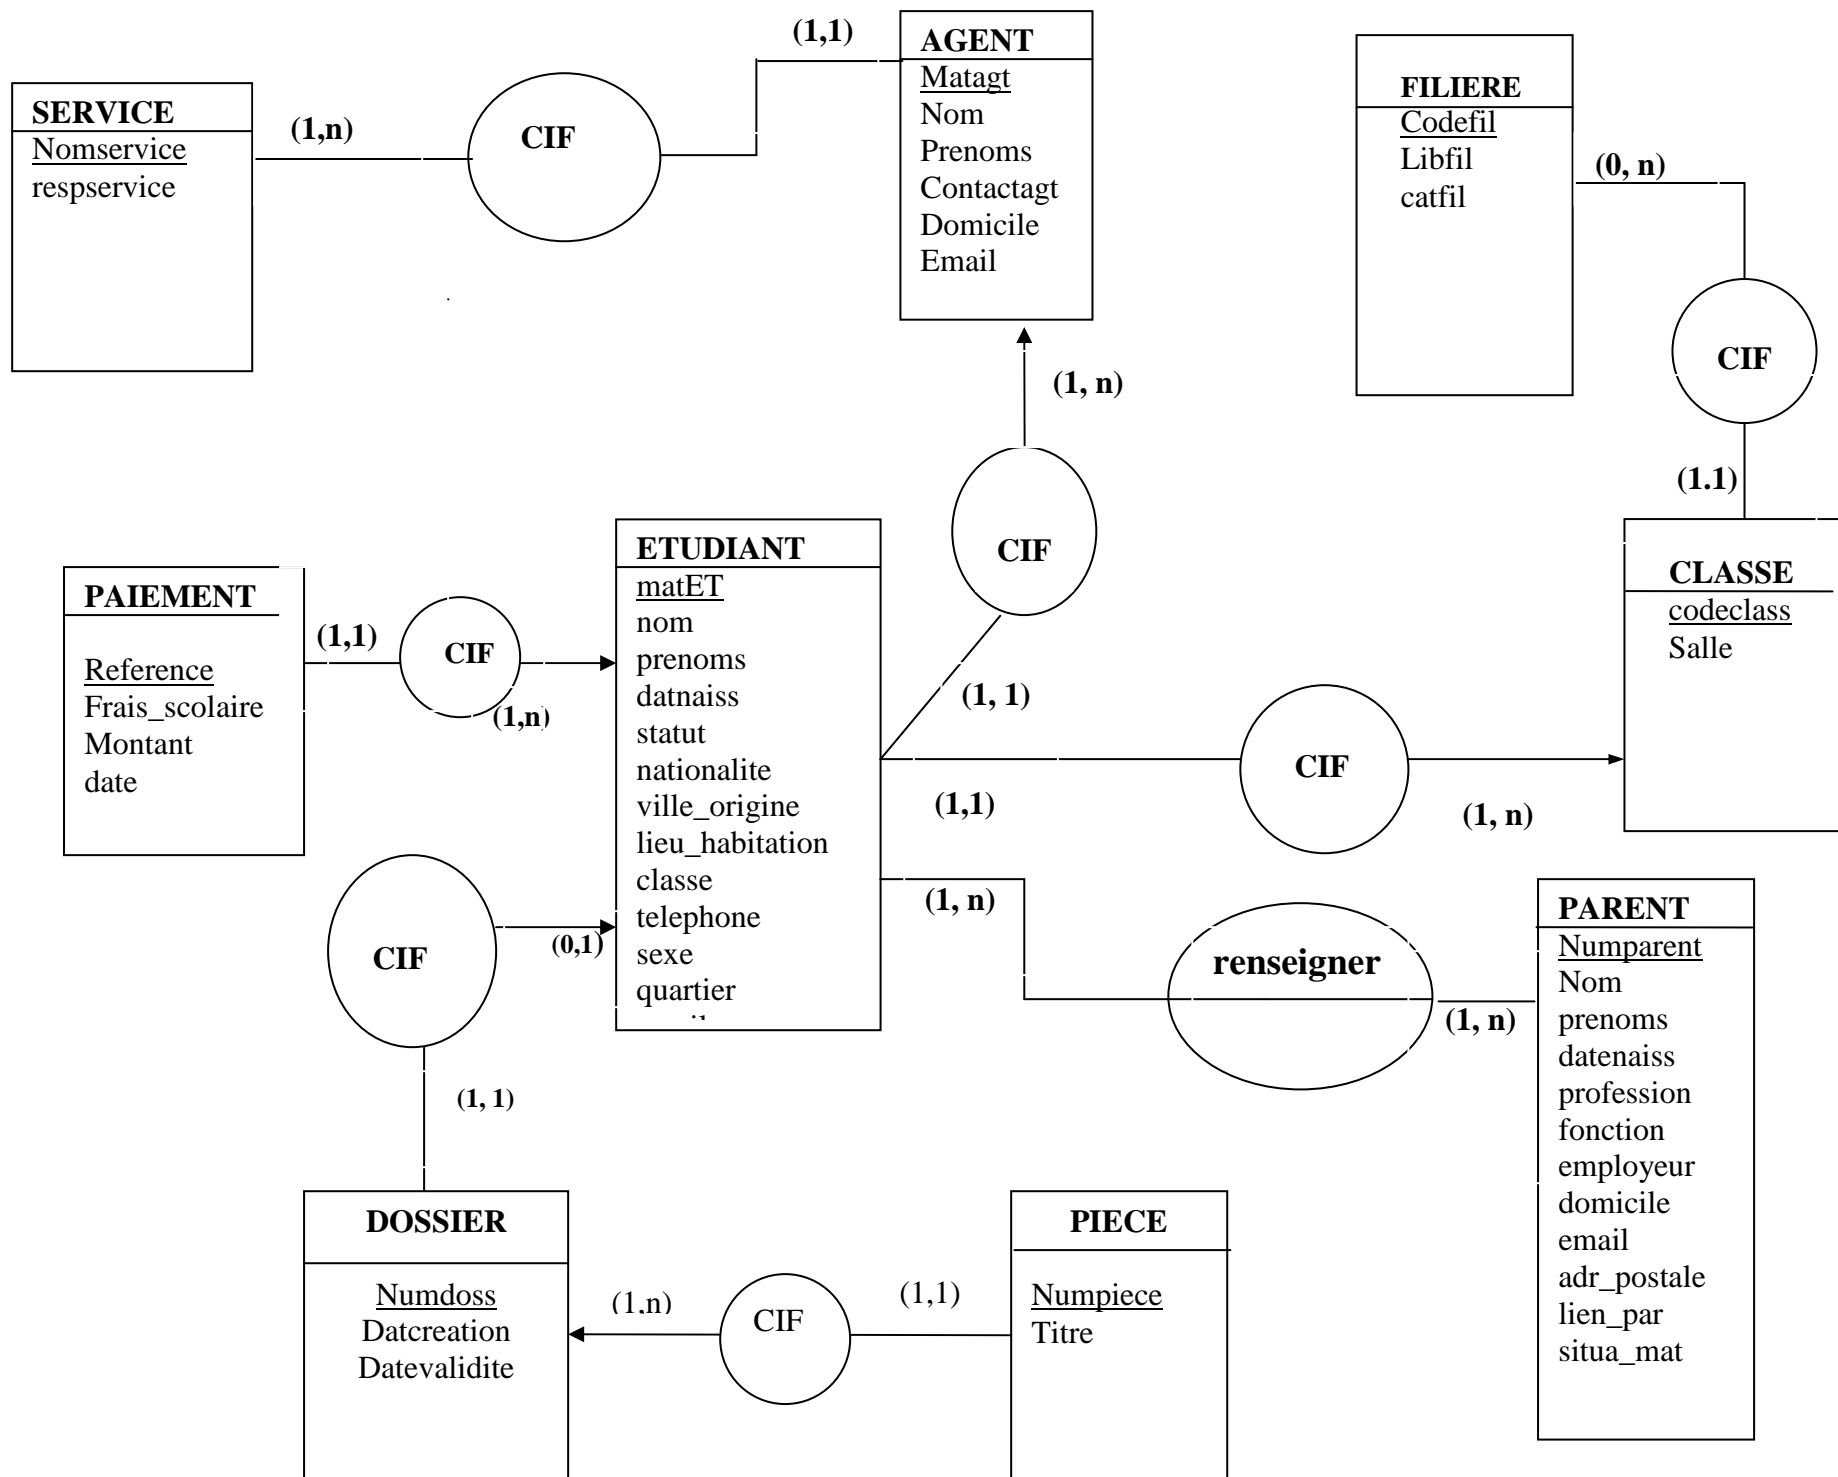 SERVICE
Nomservice
respservice
(1,n)
CIF
(1,1)
AGENT
Matagt
Nom
Prenoms
Contactagt
Domicile
Email
FILIERE
Codefil
Libfil
catfil
(0, n)
CIF
(1.1)
(1, n)
CIF
(1, 1)
PAIEMENT
Reference
Frais_scolaire
Montant
date
(1,1)
CIF
(1,n)
ETUDIANT
matET
nom
prenoms
datnaiss
statut
nationalite
ville_origine
lieu_habitation
classe
telephone
sexe
quartier
CLASSE
codeclass
Salle
(1,1)
CIF
(1, n)
CIF
(0,1)
(1, 1)
(1, n)
renseigner
(1, n)
PARENT
Numparent
Nom
prenoms
datenaiss
profession
fonction
employeur
domicile
email
adr_postale
lien_par
situa_mat
DOSSIER
Numdoss
Datcreation
Datevalidite
(1,n)
CIF
(1,1)
PIECE
Numpiece
Titre